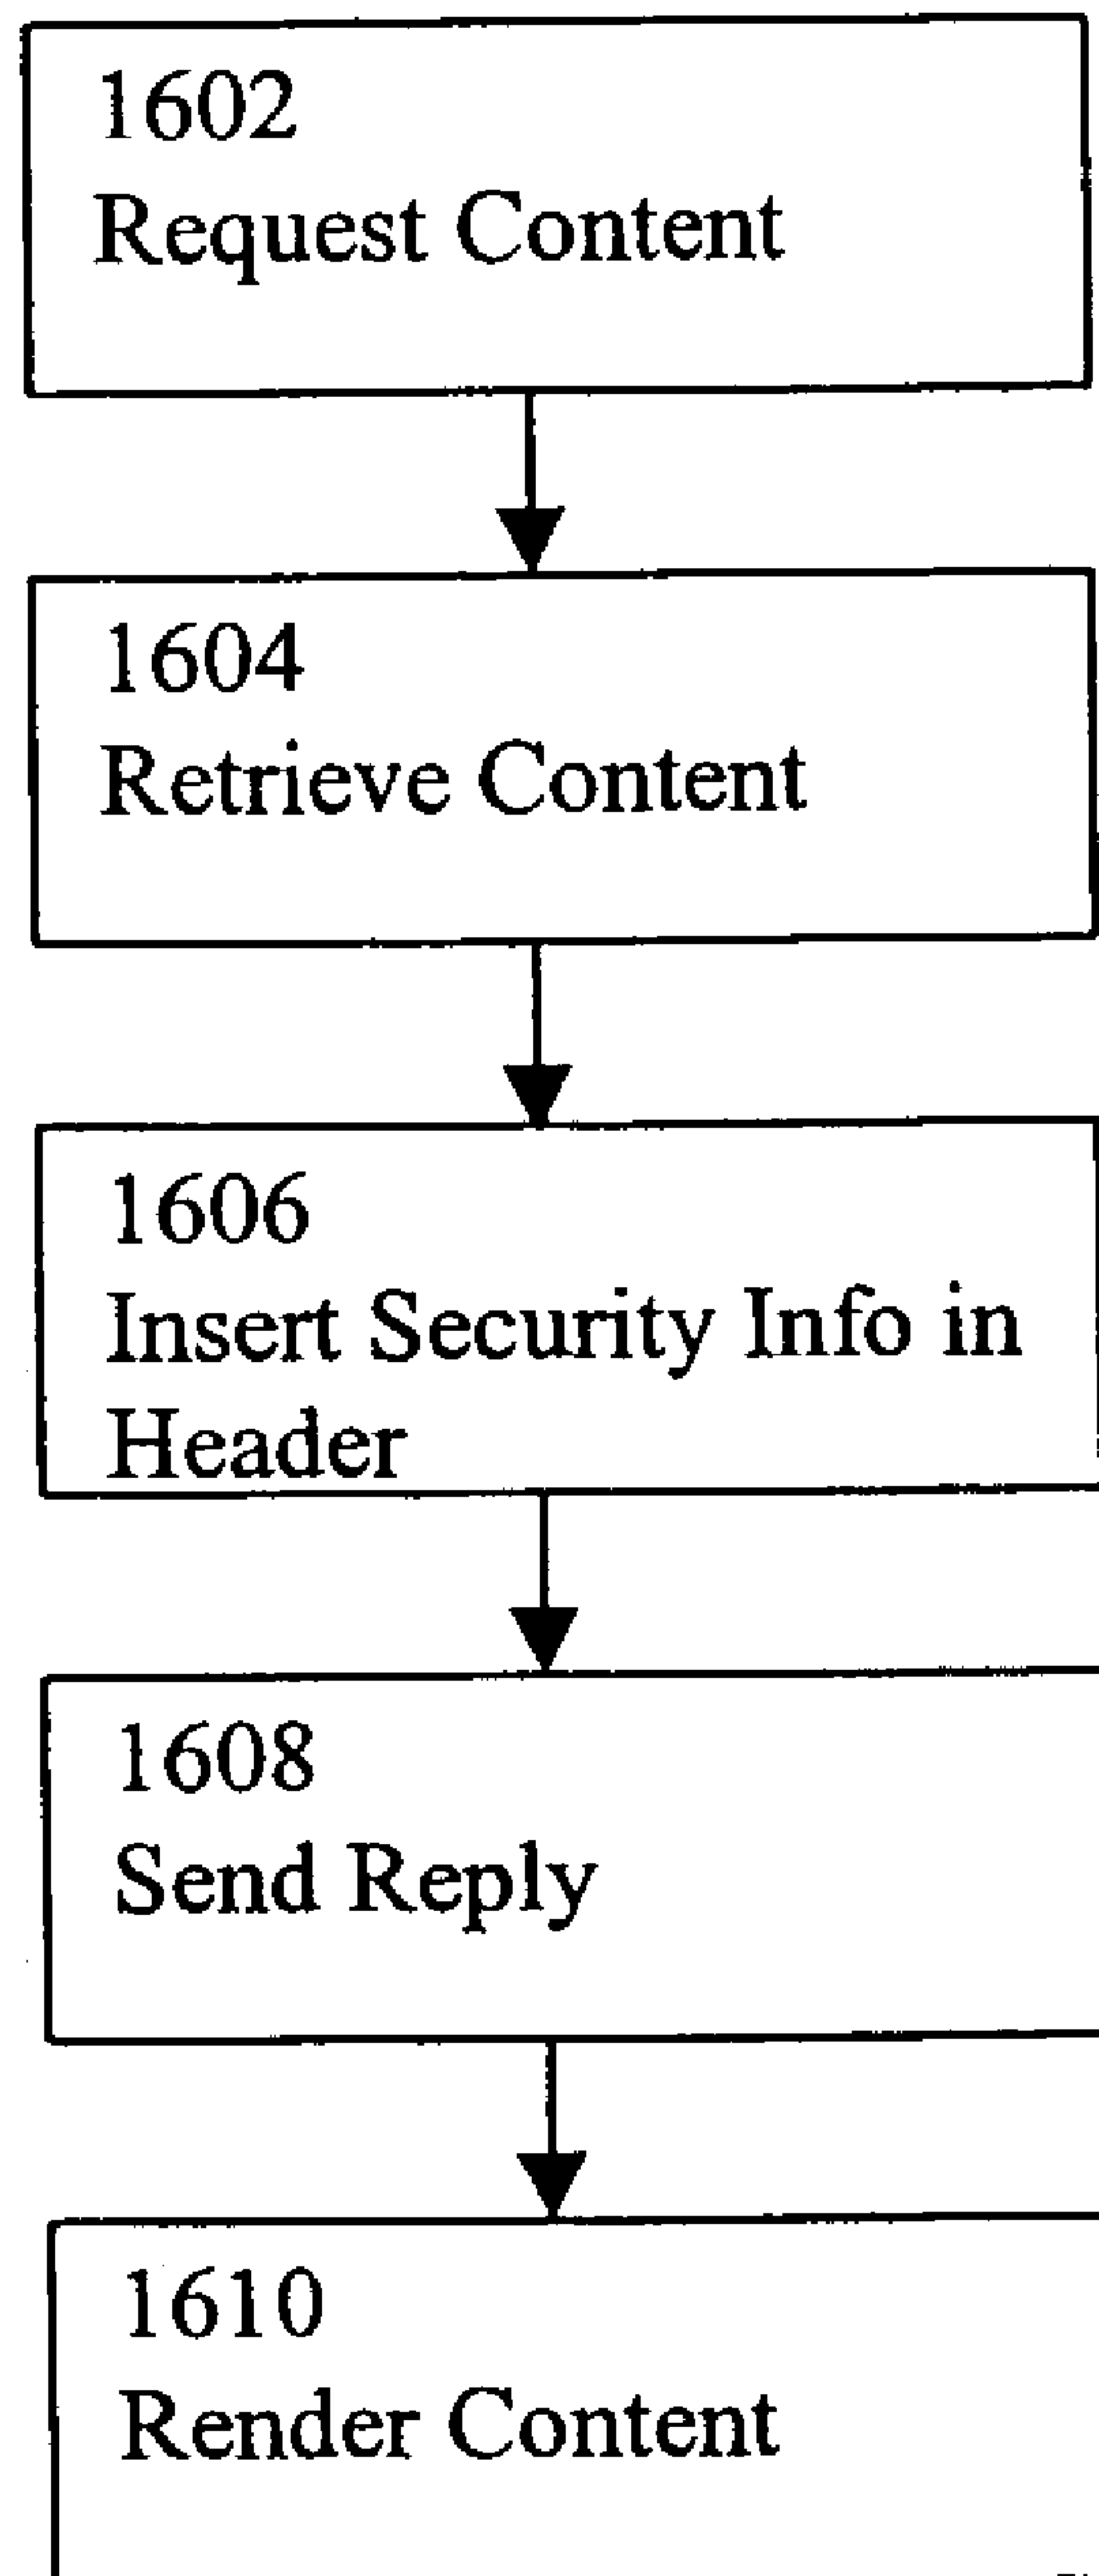 1602
Request Content
1604
Retrieve Content
1606
Insert Security Info in
Header
1608
Send Reply
1610
Render Content